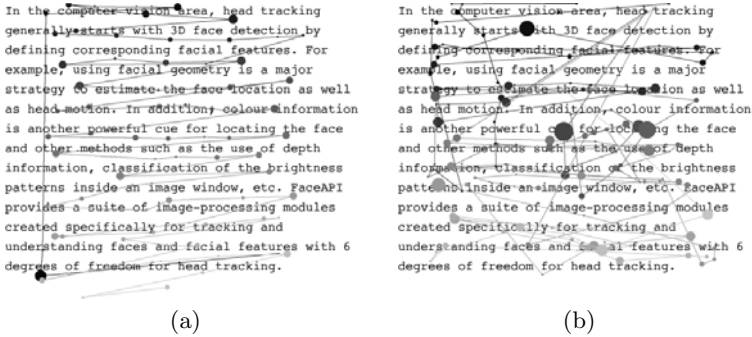 In the computer vision area, head tracking
generally starts with 3D face detection by
defining corresponding facial features. For
example, using facial geometry is a major
strategy to estimate the face location as well
as head motion. In addition, colour information
is another powerful cue for locating the face
and other methods such as the use of depth
information, classification of the brightness
patterns inside an image window, etc. FaceAPI
provides a suite of image-processing modules
created specifically for tracking and
understanding faces and facial features with 6
degrees of freedom for head tracking.
(a)
In the computer vision area, head tracking
generally starts with 3D face detection by
defining corresponding facial features. For
example, using facial geometry is a major
strategy to estimate the face location as well
as head motion. In addition, colour information
is another powerful cue for locating the face
and other methods such as the use of depth
information, classification of the brightness
patterns inside an image window, etc. FaceAPI
provides a suite of image-processing modules
created specifically for tracking and
understanding faces and facial features with 6
degrees of freedom for head tracking.
(b)